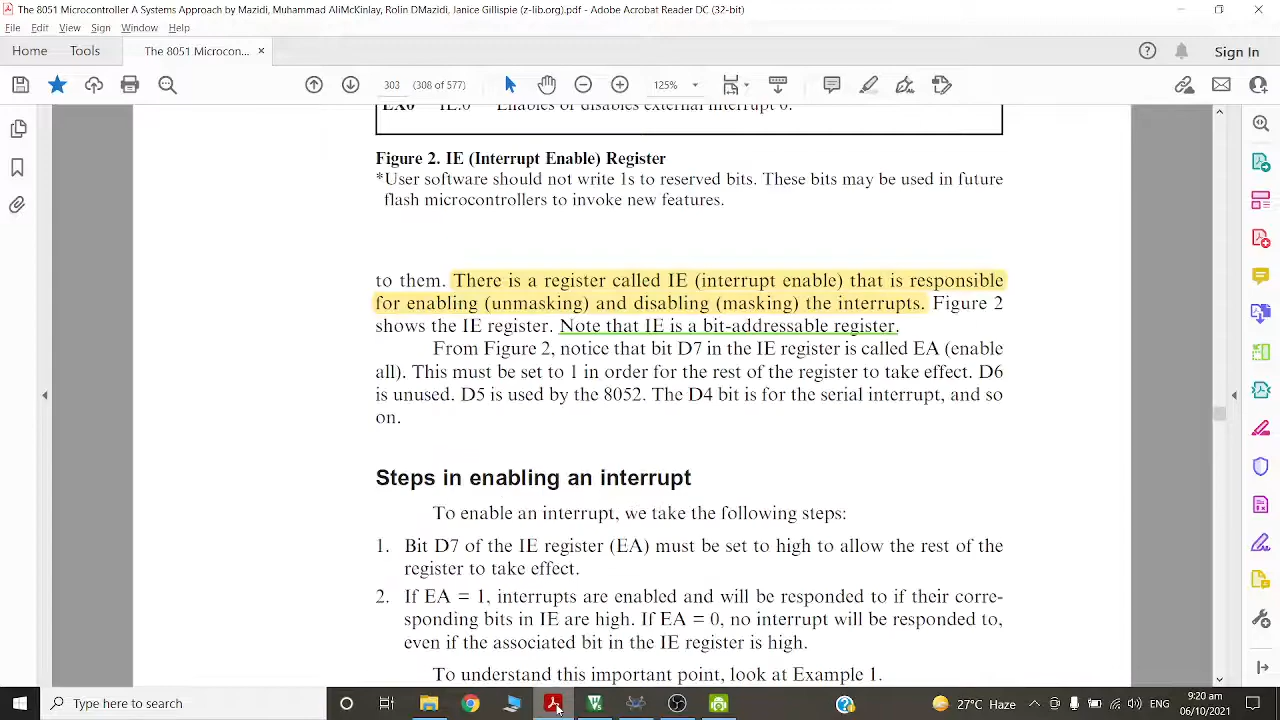 The 8051 Microcontroller A Systems Approach by Mazidi, Muhammad AliMcKinlay, Rolin DMazidi, Janice Gillispie (z-lib.org).pdf - Adobe Acrobat Reader DC (32-bit)
File Edit View Sign Window Help
Home Tools The 8051 Microcon... × Sign In
303 (308 of 577) 125%
EX0 IE.0 Enables or disables external interrupt 0.
Figure 2. IE (Interrupt Enable) Register
*User software should not write 1s to reserved bits. These bits may be used in future
flash microcontrollers to invoke new features.
to them. There is a register called IE (interrupt enable) that is responsible
for enabling (unmasking) and disabling (masking) the interrupts. Figure 2
shows the IE register. Note that IE is a bit-addressable register.
From Figure 2, notice that bit D7 in the IE register is called EA (enable
all). This must be set to 1 in order for the rest of the register to take effect. D6
is unused. D5 is used by the 8052. The D4 bit is for the serial interrupt, and so
on.
Steps in enabling an interrupt
To enable an interrupt, we take the following steps:
1. Bit D7 of the IE register (EA) must be set to high to allow the rest of the
register to take effect.
2. If EA = 1, interrupts are enabled and will be responded to if their corre-
sponding bits in IE are high. If EA = 0, no interrupt will be responded to,
even if the associated bit in the IE register is high.
To understand this important point, look at Example 1.
Type here to search
27°C Haze
ENG
9:20 am
06/10/2021